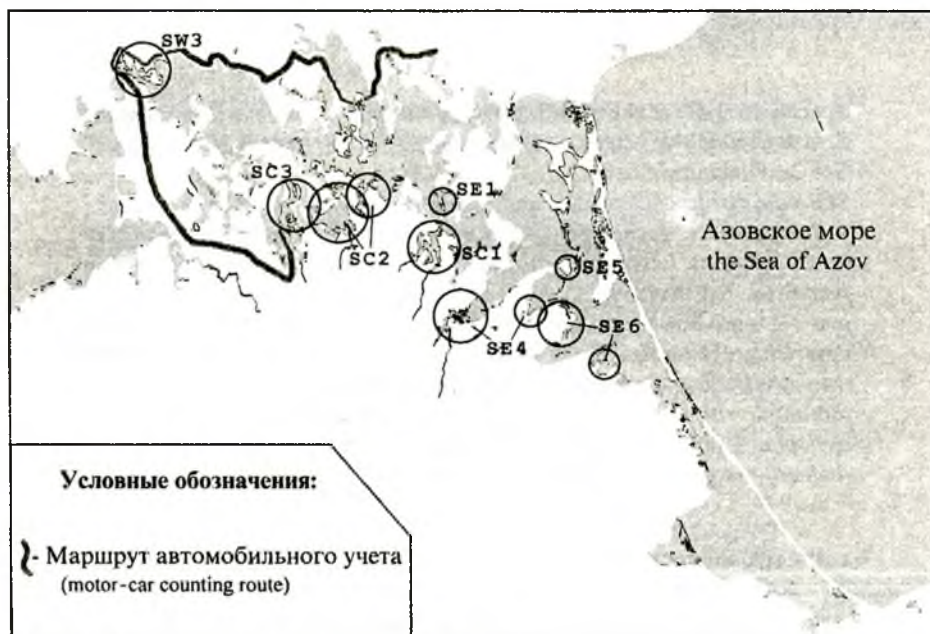 SW3
SC3
SE1
SC2
SC1
SE5
SE4
SE6
Азовское море
the Sea of Azov
Условные обозначения:
- Маршрут автомобильного учета
(motor-car counting route)